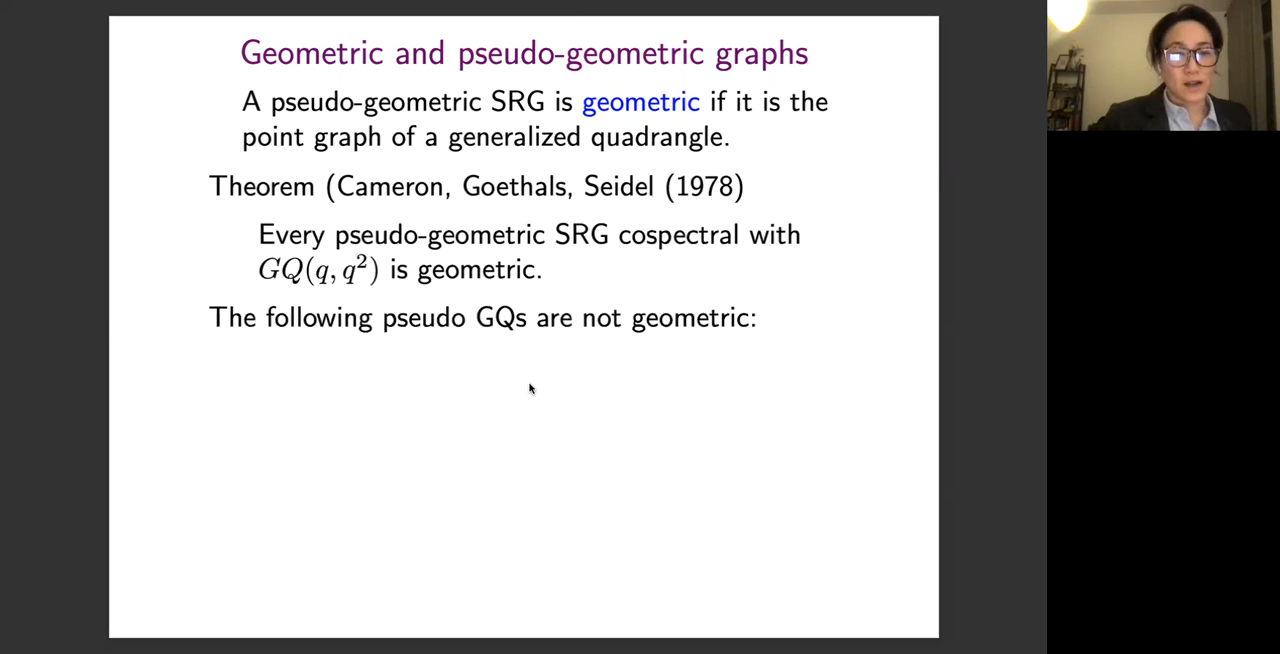 Geometric and pseudo-geometric graphs
A pseudo-geometric SRG is geometric if it is the
point graph of a generalized quadrangle.
Theorem (Cameron, Goethals, Seidel (1978)
Every pseudo-geometric SRG cospectral with
GQ(q, q²) is geometric.
The following pseudo GQs are not geometric: